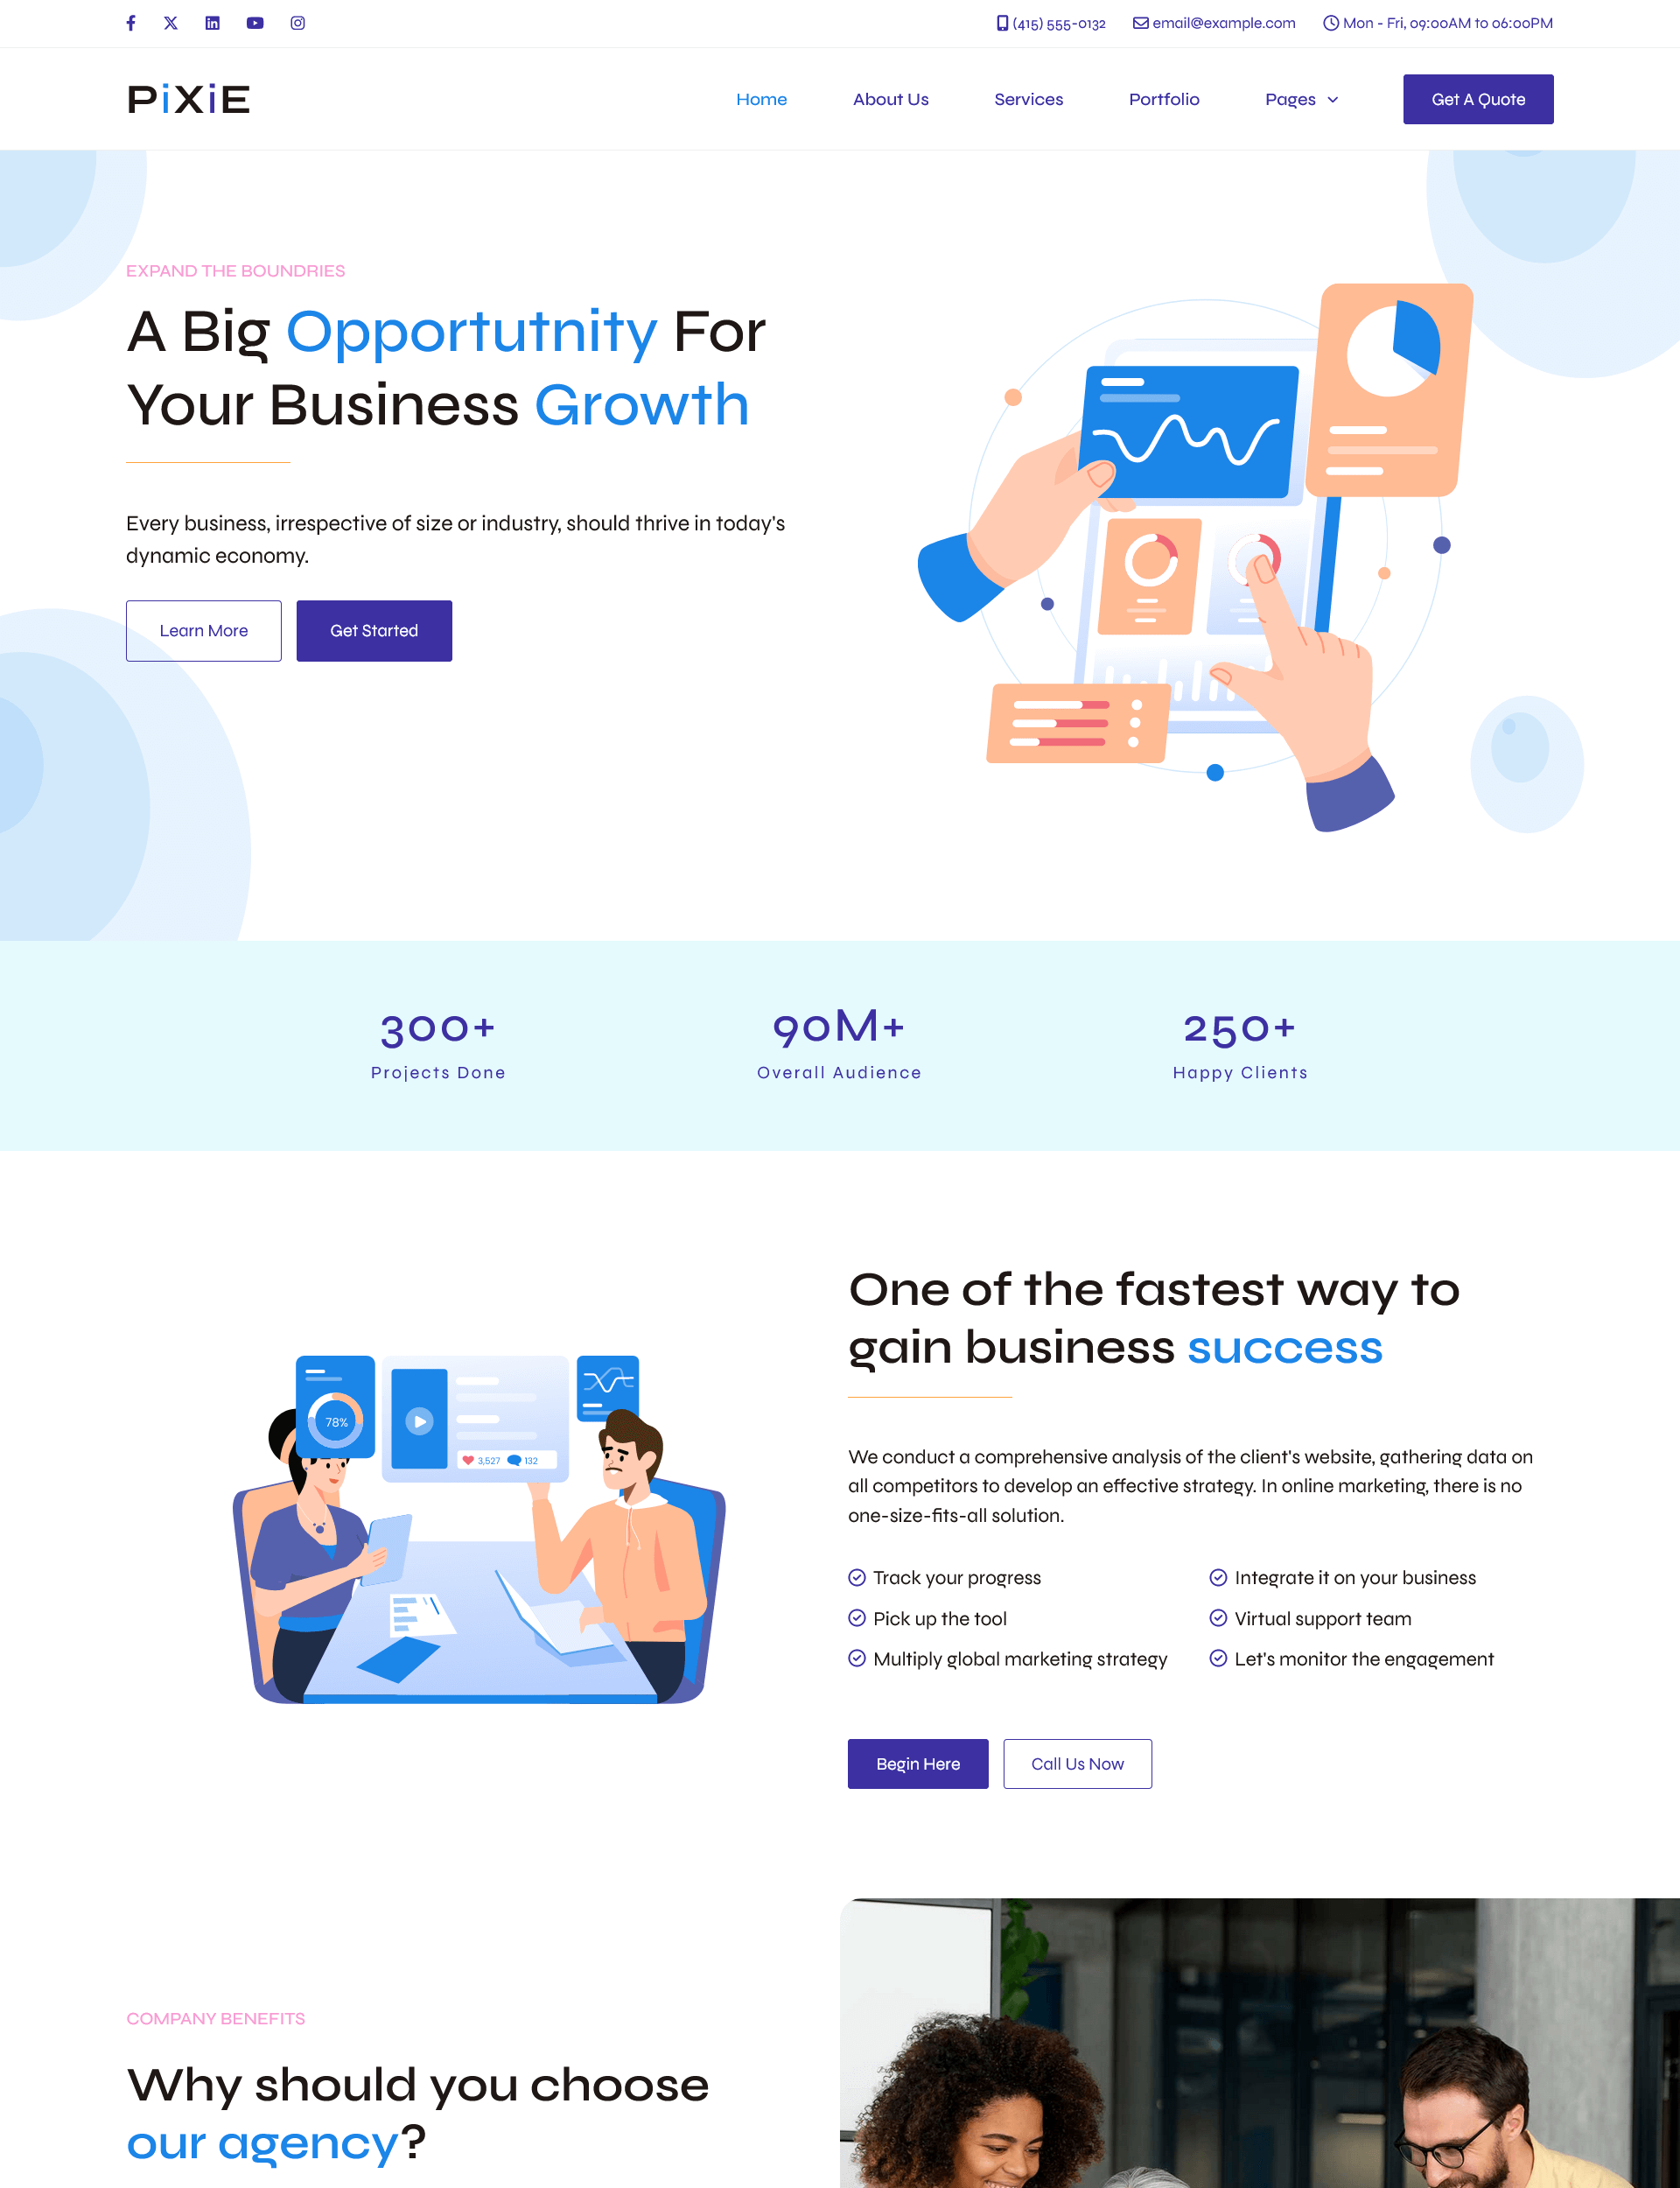 (415) 555-0132 email@example.com Mon - Fri, 09:00AM to 06:00PM
PiXiE
Home About Us Services Portfolio Pages Get A Quote
EXPAND THE BOUNDRIES
A Big Opportutnity For
Your Business Growth
Every business, irrespective of size or industry, should thrive in today's
dynamic economy.
Learn More Get Started
300+ 90M+ 250+
Projects Done Overall Audience Happy Clients
One of the fastest way to
gain business success
78%
3,527 132
We conduct a comprehensive analysis of the client's website, gathering data on
all competitors to develop an effective strategy. In online marketing, there is no
one-size-fits-all solution.
Track your progress Integrate it on your business
Pick up the tool Virtual support team
Multiply global marketing strategy Let's monitor the engagement
Begin Here Call Us Now
COMPANY BENEFITS
Why should you choose
our agency?